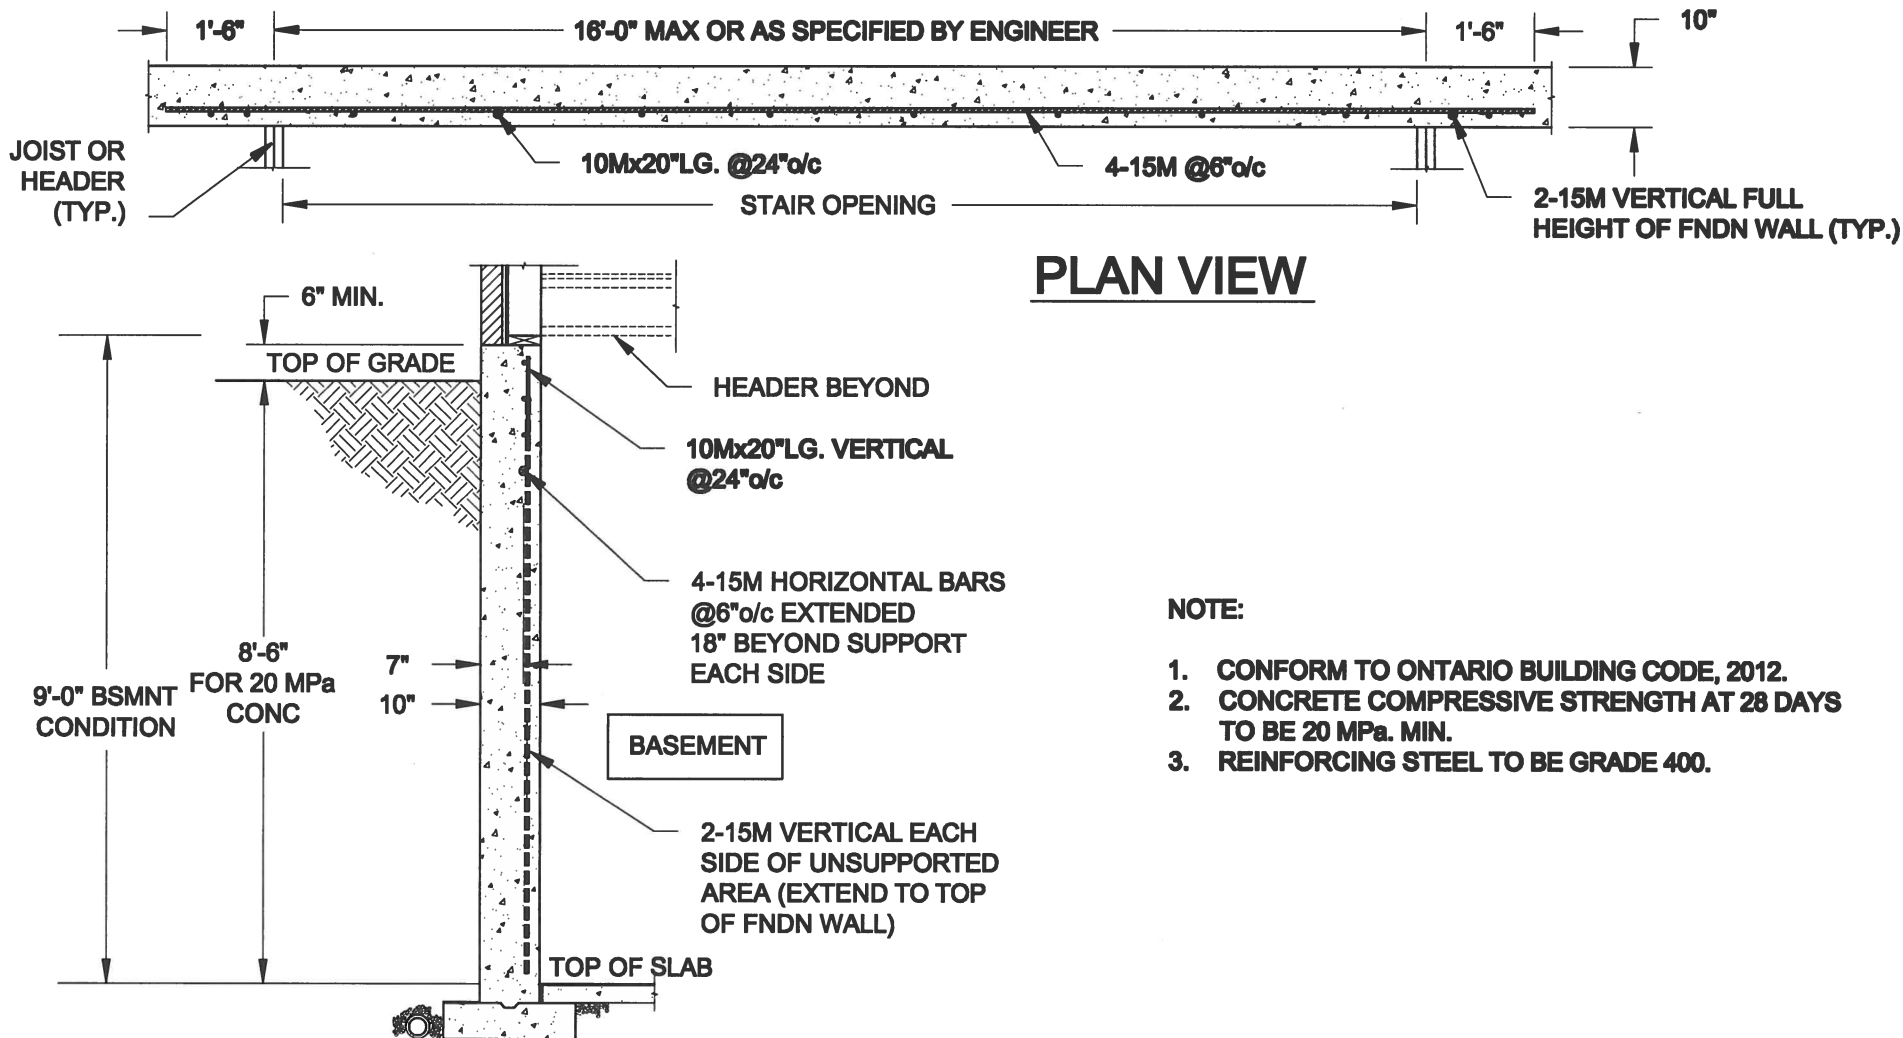 1'-6"
16'-0" MAX OR AS SPECIFIED BY ENGINEER
1'-6"
10"
JOIST OR
HEADER
(TYP.)
10Mx20"LG. @24"o/c
4-15M @6"o/c
STAIR OPENING
2-15M VERTICAL FULL
HEIGHT OF FNDN WALL (TYP.)
PLAN VIEW
6" MIN.
TOP OF GRADE
HEADER BEYOND
10Mx20"LG. VERTICAL
@24"o/c
4-15M HORIZONTAL BARS
@6"o/c EXTENDED
18" BEYOND SUPPORT
EACH SIDE
9'-0" BSMNT
CONDITION
8'-6"
FOR 20 MPa
CONC
7"
10"
BASEMENT
2-15M VERTICAL EACH
SIDE OF UNSUPPORTED
AREA (EXTEND TO TOP
OF FNDN WALL)
TOP OF SLAB
NOTE:
1. CONFORM TO ONTARIO BUILDING CODE, 2012.
2. CONCRETE COMPRESSIVE STRENGTH AT 28 DAYS
TO BE 20 MPa. MIN.
3. REINFORCING STEEL TO BE GRADE 400.